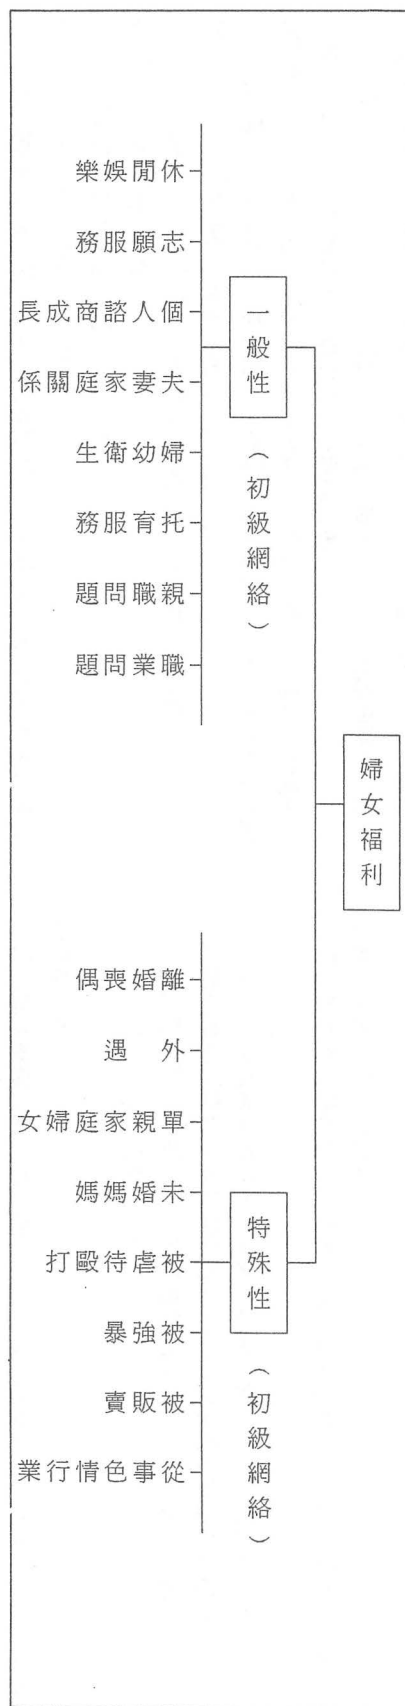 婦女福利
一般性
（初級網絡）
休閒娛樂
志願服務
個人諮商成長
夫妻家庭關係
婦幼衛生
托育服務
親職問題
職業問題
特殊性
（初級網絡）
離婚喪偶
外　遇
單親家庭婦女
未婚媽媽
被虐待毆打
被強暴
被販賣
從事色情行業